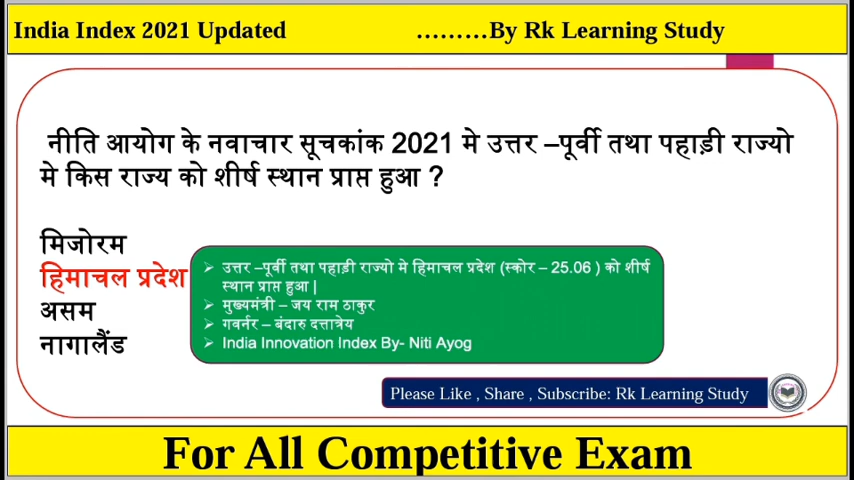 India Index 2021 Updated .........By Rk Learning Study
नीति आयोग के नवाचार सूचकांक 2021 मे उत्तर –पूर्वी तथा पहाड़ी राज्यो
मे किस राज्य को शीर्ष स्थान प्राप्त हुआ ?
मिजोरम
हिमाचल प्रदेश
असम
नागालैंड
➢ उत्तर –पूर्वी तथा पहाड़ी राज्यो मे हिमाचल प्रदेश (स्कोर – 25.06 ) को शीर्ष
स्थान प्राप्त हुआ |
➢ मुख्यमंत्री – जय राम ठाकुर
➢ गवर्नर – बंदारु दत्तात्रेय
➢ India Innovation Index By- Niti Ayog
Please Like , Share , Subscribe: Rk Learning Study
For All Competitive Exam